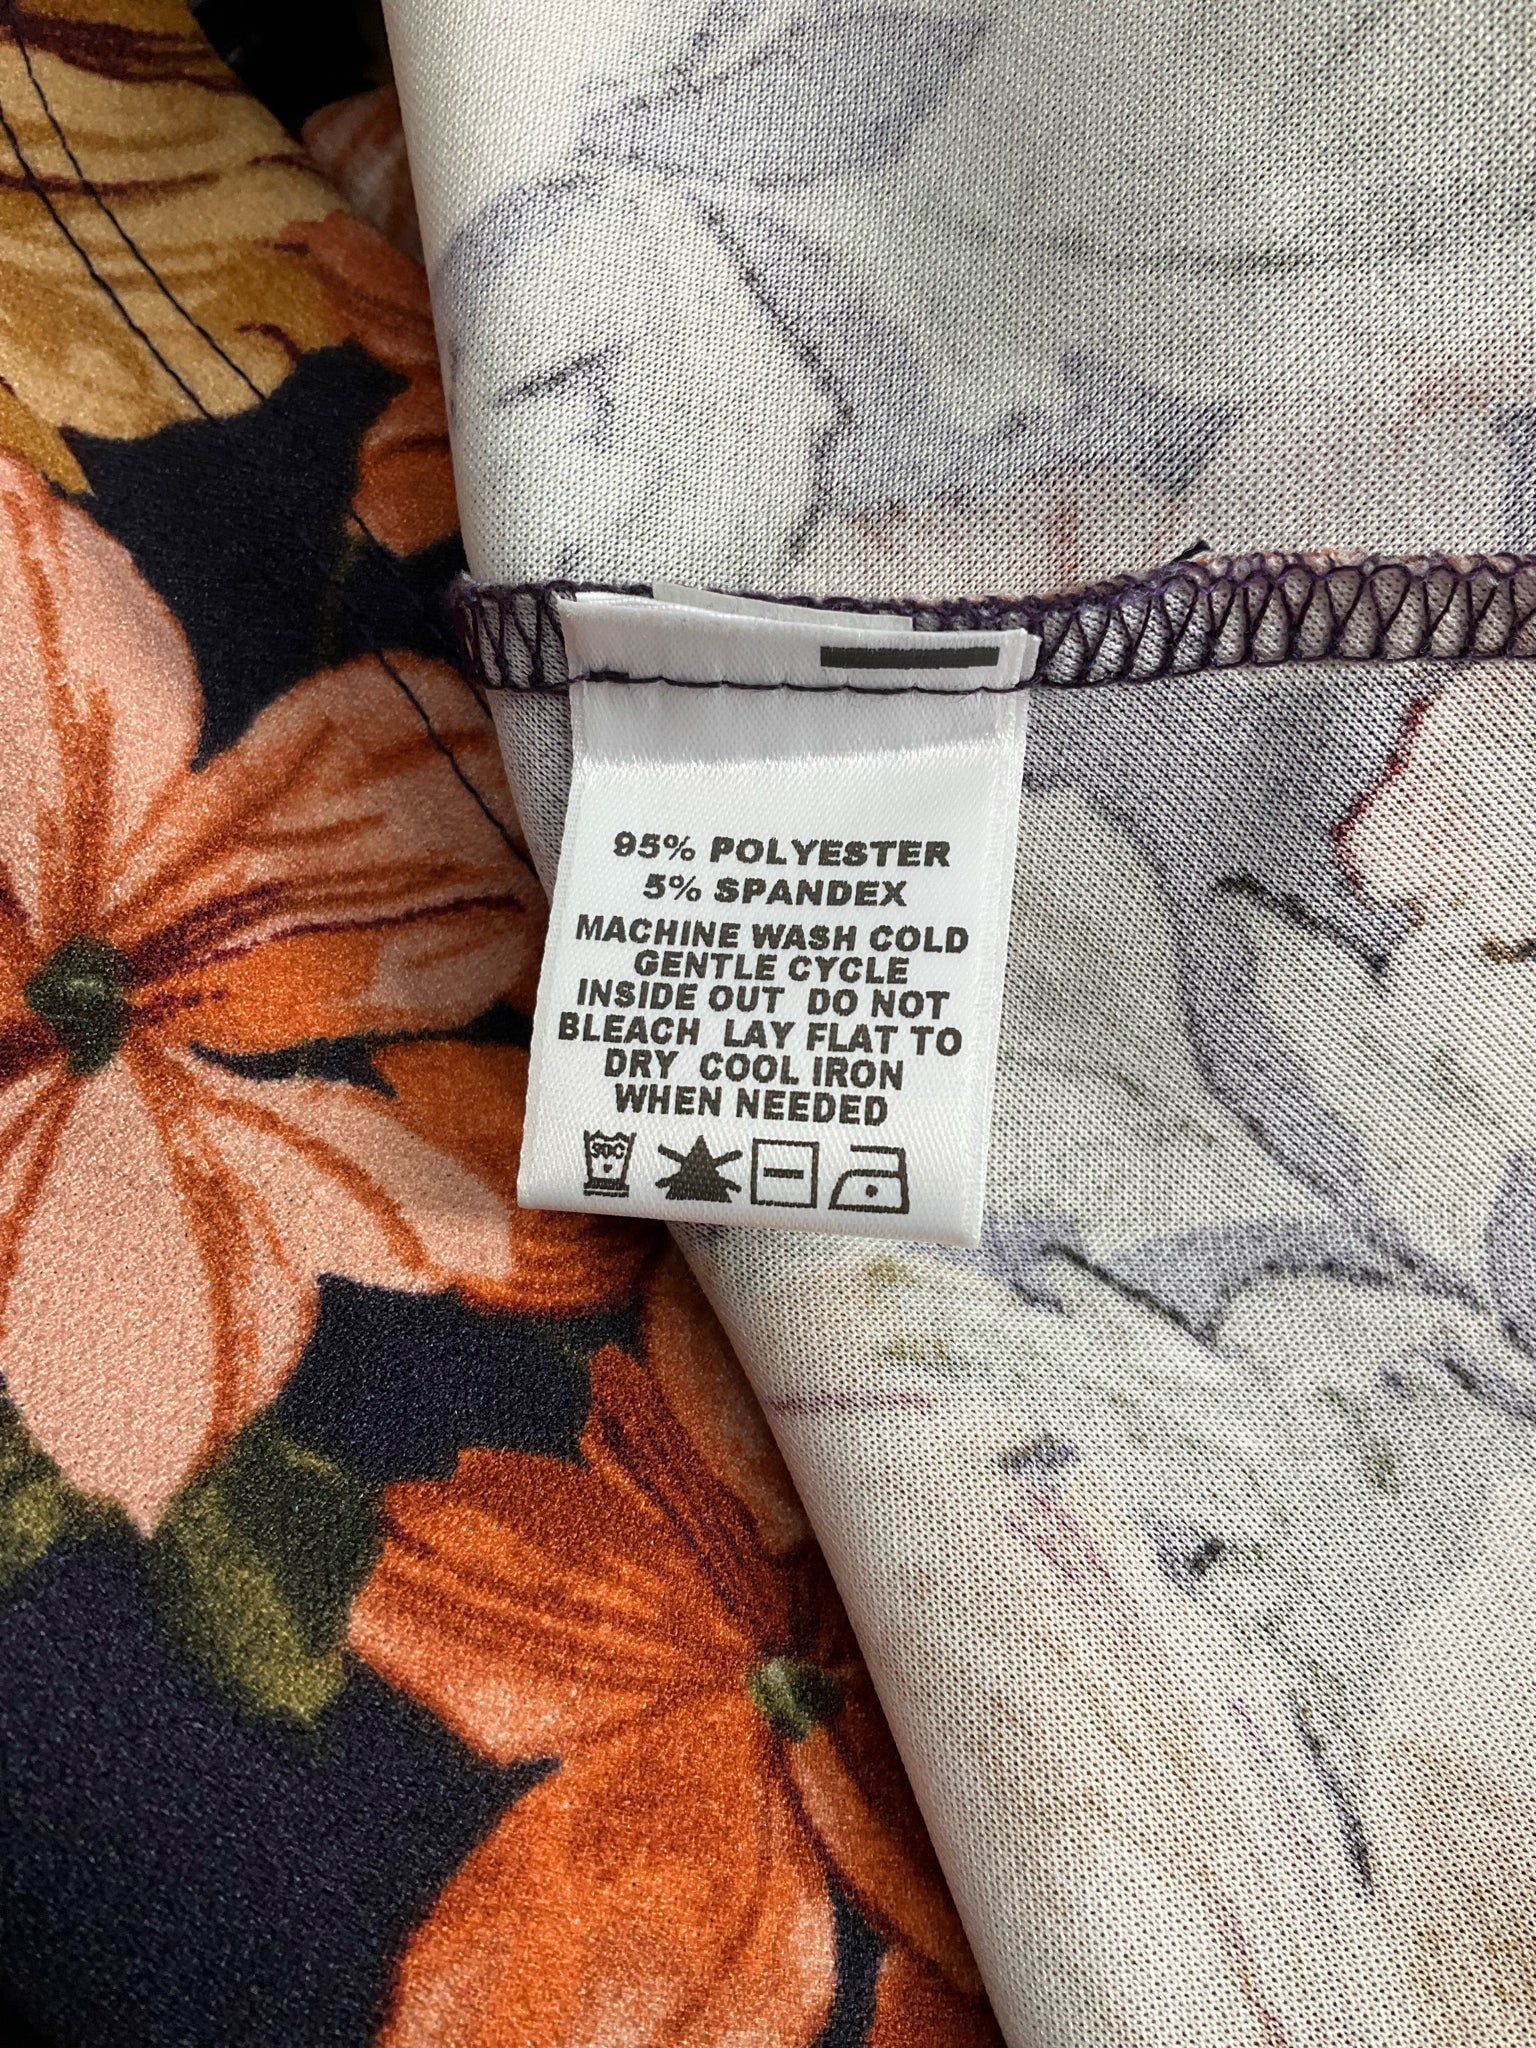 95% POLYESTER
5% SPANDEX
MACHINE WASH COLD
GENTLE CYCLE
INSIDE OUT DO NOT
BLEACH LAY FLAT TO
DRY COOL IRON
WHEN NEEDED